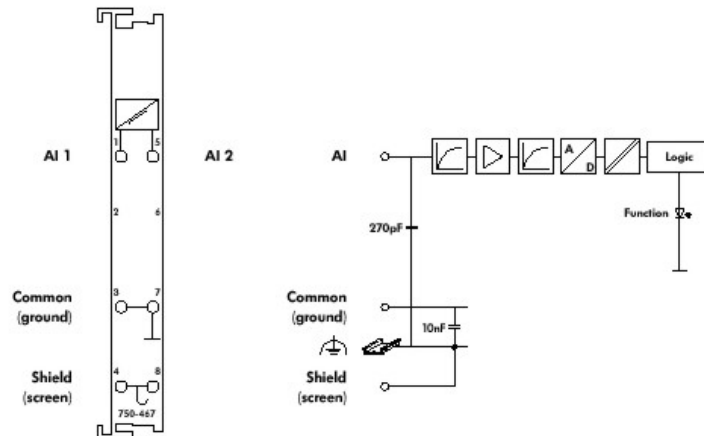 1 5
AI 1
AI 2
2 6
3 7
Common
(ground)
4 8
Shield
(screen)
750-467
AI
A
D
Logic
Function
270pF
Common
(ground)
10nF
Shield
(screen)